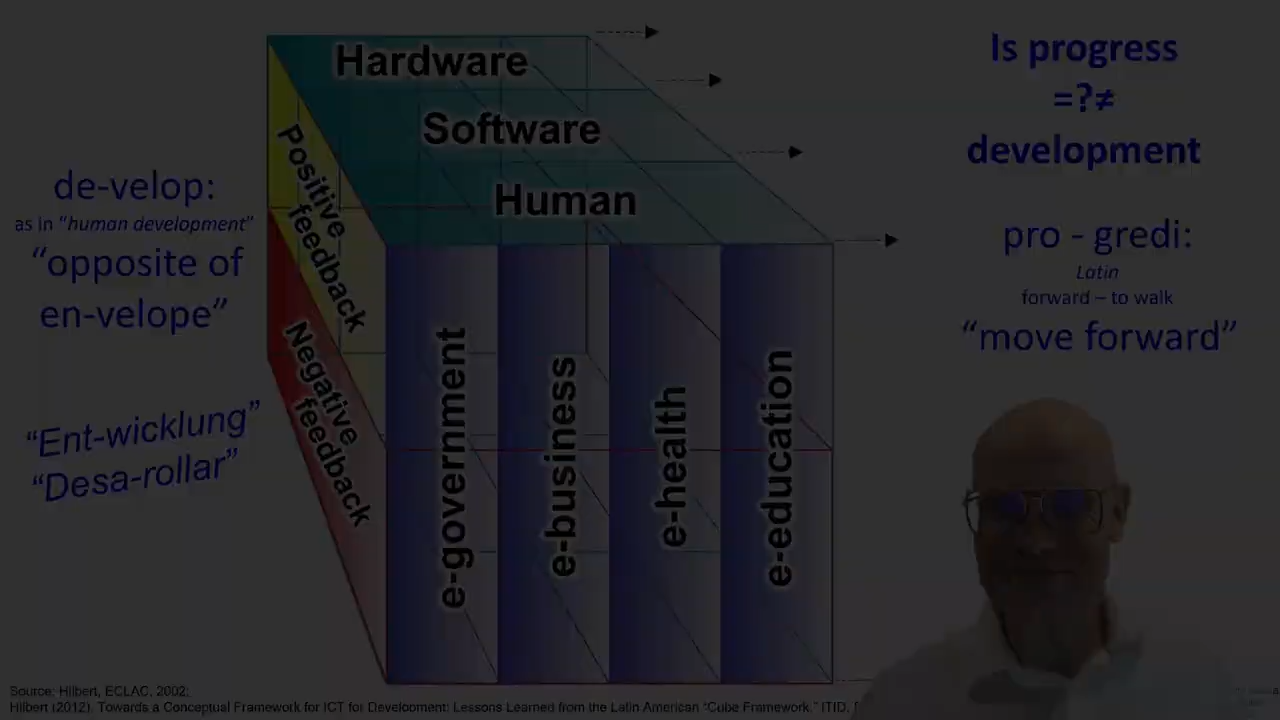 Hardware
Software
Human
Positive
feedback
Negative
feedback
e-government
e-business
e-health
e-education
de-velop:
as in “human development”
“opposite of
en-velope”
“Ent-wicklung”
“Desa-rollar”
Is progress
=?≠
development
pro - gredi:
Latin
forward – to walk
“move forward”
Source: Hilbert, ECLAC, 2002;
Hilbert (2012). Towards a Conceptual Framework for ICT for Development: Lessons Learned from the Latin American “Cube Framework.” ITID,